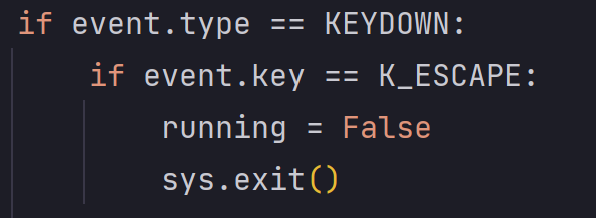 if event.type == KEYDOWN:
    if event.key == K_ESCAPE:
        running = False
        sys.exit()